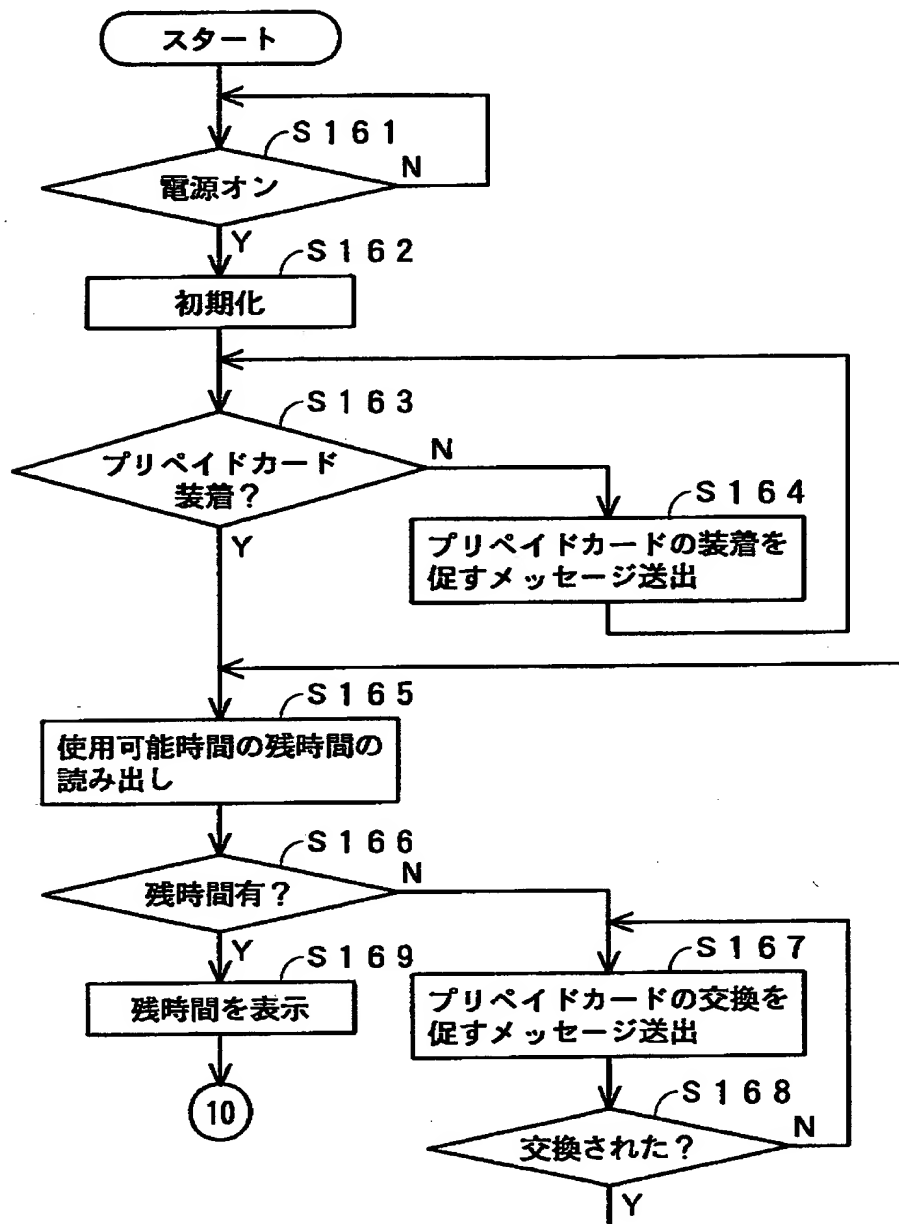 スタート
S161
電源オン
N
Y
S162
初期化
S163
プリペイドカード
装着？
N
Y
S164
プリペイドカードの装着を
促すメッセージ送出
S165
使用可能時間の残時間の
読み出し
S166
残時間有？
N
Y
S169
残時間を表示
10
S167
プリペイドカードの交換を
促すメッセージ送出
S168
交換された？
N
Y